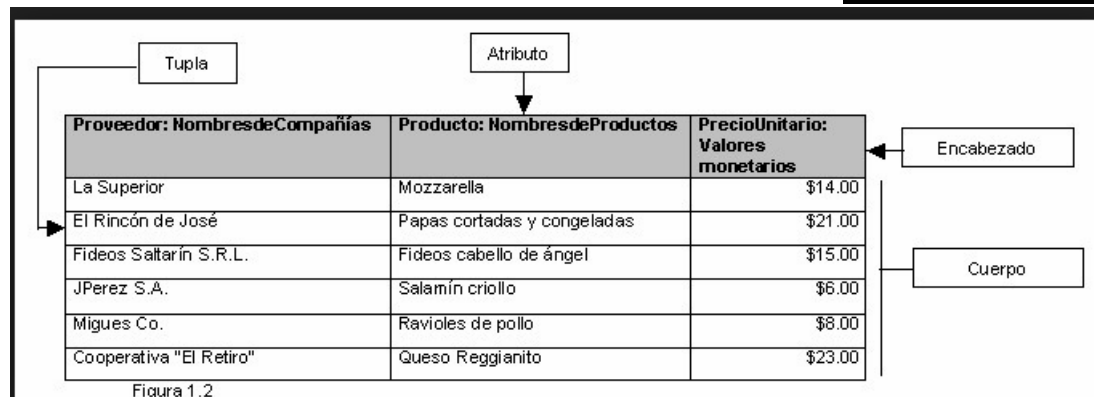 Tupla
Atributo
Proveedor: NombresdeCompañías Producto: NombresdeProductos PrecioUnitario:
Valores
monetarios
Encabezado
La Superior Mozzarella $14.00
El Rincón de José Papas cortadas y congeladas $21.00
Fideos Saltarín S.R.L. Fideos cabello de ángel $15.00
Cuerpo
JPerez S.A. Salamín criollo $6.00
Migues Co. Ravioles de pollo $8.00
Cooperativa "El Retiro" Queso Reggianito $23.00
Figura 1.2